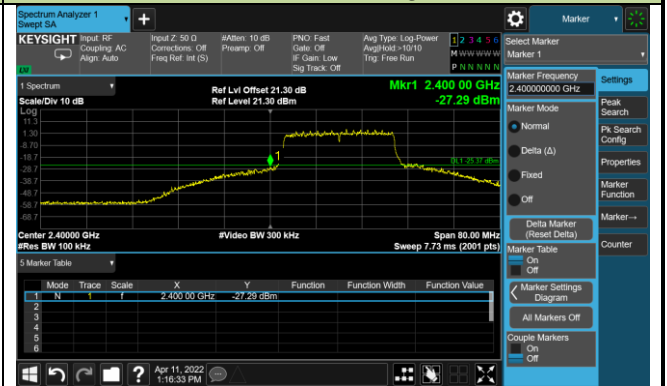 Spectrum Analyzer 1
Swept SA
+
Marker
KEYSIGHT
Input: RF
Coupling: AC
Align: Auto
Input Z: 50 Ω
Corrections: Off
Freq Ref: Int (S)
#Atten: 10 dB
Preamp: Off
PNO: Fast
Gate: Off
IF Gain: Low
Sig Track: Off
Avg Type: Log-Power
Avg|Hold:>10/10
Trig: Free Run
1 2 3 4 5 6
M W W W W W
P N N N N N
Select Marker
Marker 1
1 Spectrum
Scale/Div 10 dB
Log
Ref Lvl Offset 21.30 dB
Ref Level 21.30 dBm
Mkr1 2.400 00 GHz
-27.29 dBm
11.3
1.30
-8.70
-18.7
-28.7
-38.7
-48.7
-58.7
-68.7
1
DL1 -25.37 dBm
Center 2.40000 GHz
#Res BW 100 kHz
#Video BW 300 kHz
Span 80.00 MHz
Sweep 7.73 ms (2001 pts)
5 Marker Table
Mode Trace Scale X Y Function Function Width Function Value
1 N 1 f 2.400 00 GHz -27.29 dBm
2
3
4
5
6
Marker Frequency
2.400000000 GHz
Marker Mode
Normal
Delta (Δ)
Fixed
Off
Delta Marker
(Reset Delta)
Marker Table
On
Off
Marker Settings
Diagram
All Markers Off
Couple Markers
On
Off
Settings
Peak
Search
Pk Search
Config
Properties
Marker
Function
Marker→
Counter
?
Apr 11, 2022
1:16:33 PM